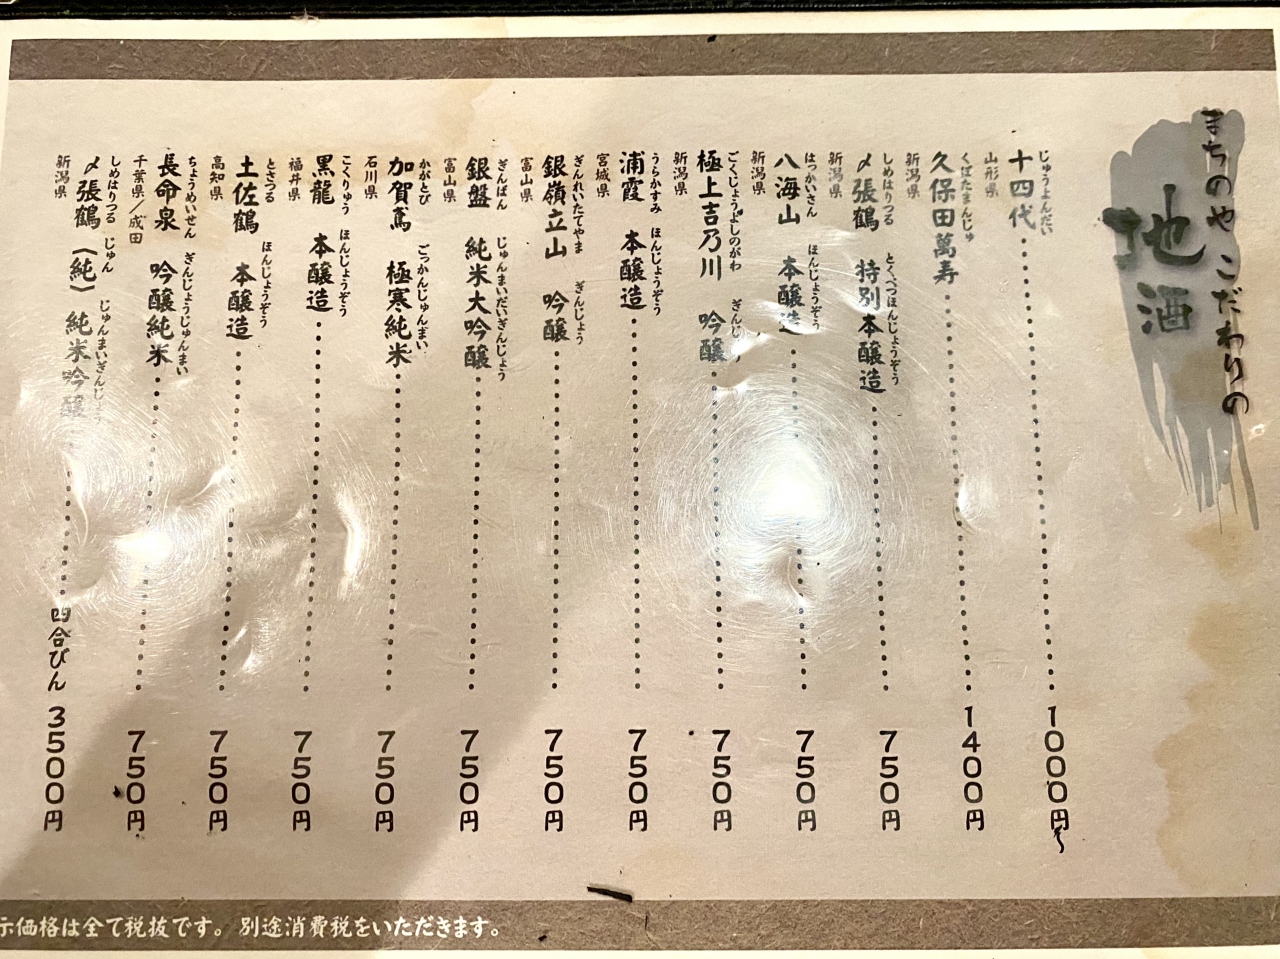 まちのや こだわりの
地酒
じゅうよんだい
十四代 1000円～
山形県
くぼたまんじゅ
久保田萬寿 1400円
新潟県
しめはりつる とくべつほんじょうぞう
〆張鶴 特別本醸造 750円
新潟県
はっかいさん ほんじょうぞう
八海山 本醸造 750円
新潟県
ごくじょうよしのがわ ぎんじ
極上吉乃川 吟醸 750円
新潟県
うらかすみ ほんじょうぞう
浦霞 本醸造 750円
宮城県
ぎんれいたてやま ぎんじょう
銀嶺立山 吟醸 750円
富山県
ぎんばん じゅんまいだいぎんじょう
銀盤 純米大吟醸 750円
富山県
かがとび ごっかんじゅんまい
加賀鳶 極寒純米 750円
石川県
こくりゅう ほんじょうぞう
黒龍 本醸造 750円
福井県
とさつる ほんじょうぞう
土佐鶴 本醸造 750円
高知県
ちょうめいせん ぎんじょうじゅんまい
長命泉 吟醸純米 750円
千葉県／成田
しめはりつる じゅん じゅんまいぎんじょう
〆張鶴（純） 純米吟醸 四合びん 3500円
新潟県
示価格は全て税抜です。別途消費税をいただきます。